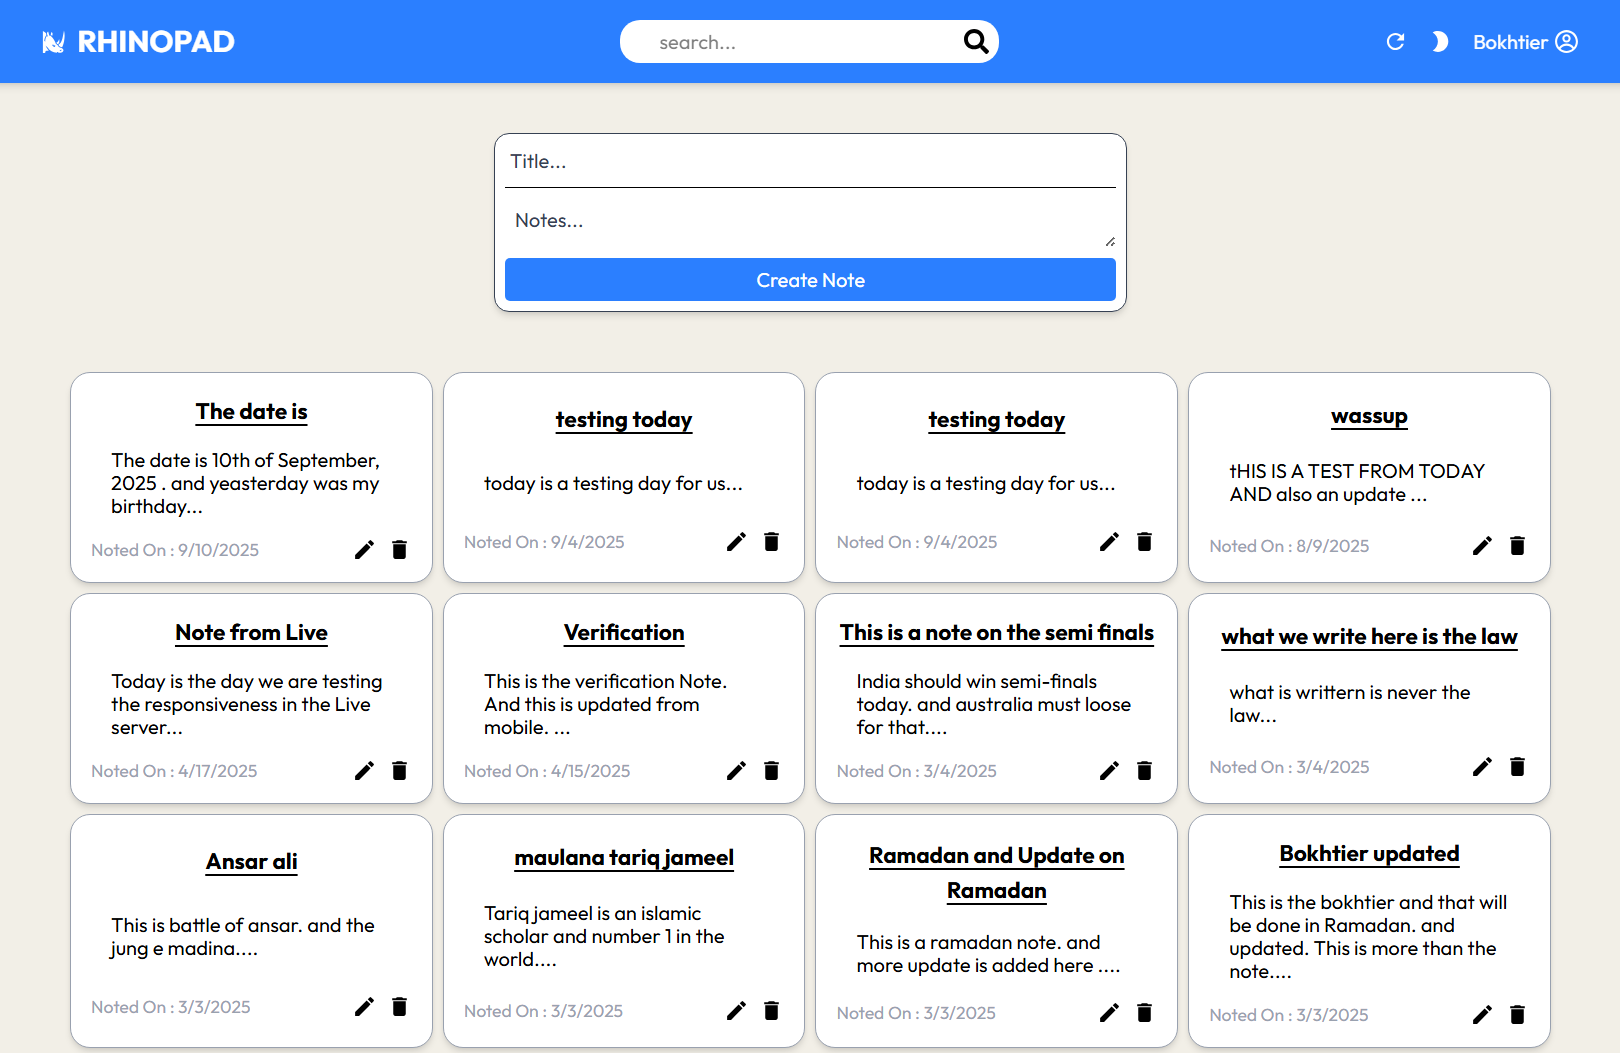 RHINOPAD
search...
Bokhtier
Title...
Notes...
Create Note
The date is
The date is 10th of September,
2025 . and yeasterday was my
birthday...
Noted On : 9/10/2025
testing today
today is a testing day for us...
Noted On : 9/4/2025
testing today
today is a testing day for us...
Noted On : 9/4/2025
wassup
tHIS IS A TEST FROM TODAY
AND also an update ...
Noted On : 8/9/2025
Note from Live
Today is the day we are testing
the responsiveness in the Live
server...
Noted On : 4/17/2025
Verification
This is the verification Note.
And this is updated from
mobile. ...
Noted On : 4/15/2025
This is a note on the semi finals
India should win semi-finals
today. and australia must loose
for that....
Noted On : 3/4/2025
what we write here is the law
what is writtern is never the
law...
Noted On : 3/4/2025
Ansar ali
This is battle of ansar. and the
jung e madina....
Noted On : 3/3/2025
maulana tariq jameel
Tariq jameel is an islamic
scholar and number 1 in the
world....
Noted On : 3/3/2025
Ramadan and Update on
Ramadan
This is a ramadan note. and
more update is added here ....
Noted On : 3/3/2025
Bokhtier updated
This is the bokhtier and that will
be done in Ramadan. and
updated. This is more than the
note....
Noted On : 3/3/2025